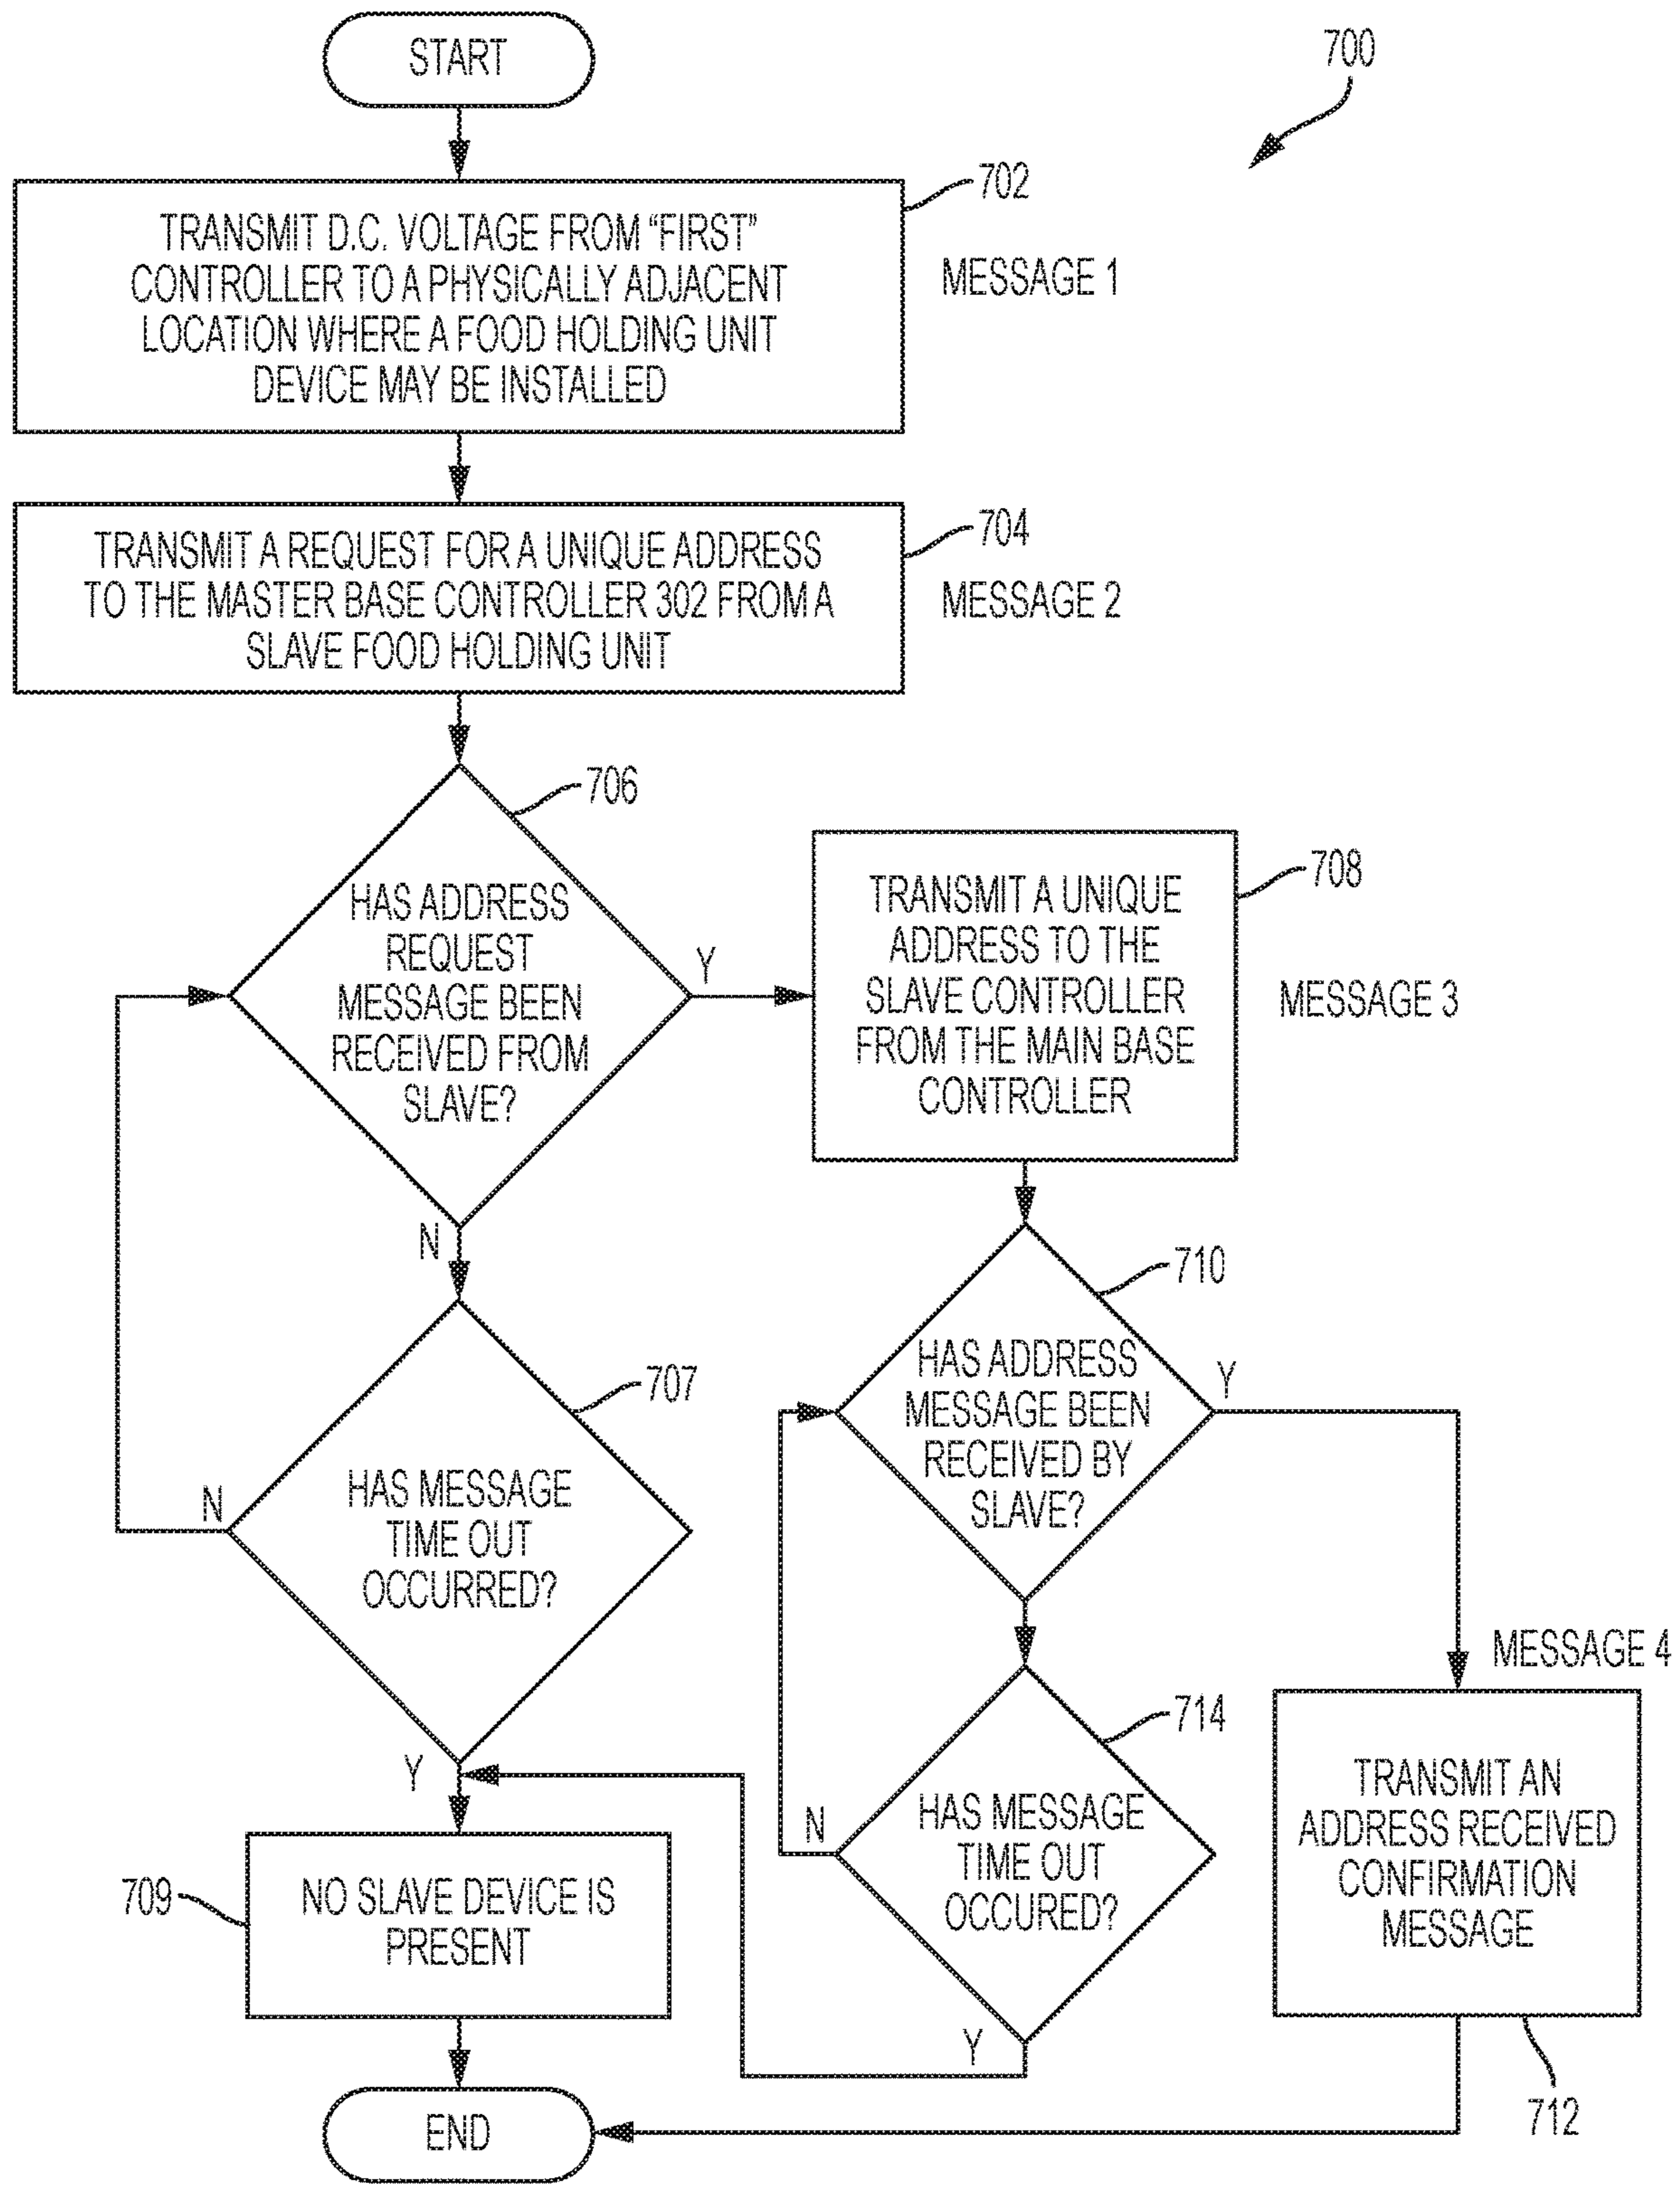 START
700
702
TRANSMIT D.C. VOLTAGE FROM “FIRST”
CONTROLLER TO A PHYSICALLY ADJACENT
LOCATION WHERE A FOOD HOLDING UNIT
DEVICE MAY BE INSTALLED
MESSAGE 1
704
TRANSMIT A REQUEST FOR A UNIQUE ADDRESS
TO THE MASTER BASE CONTROLLER 302 FROM A
SLAVE FOOD HOLDING UNIT
MESSAGE 2
706
HAS ADDRESS
REQUEST
MESSAGE BEEN
RECEIVED FROM
SLAVE?
Y
N
708
TRANSMIT A UNIQUE
ADDRESS TO THE
SLAVE CONTROLLER
FROM THE MAIN BASE
CONTROLLER
MESSAGE 3
707
HAS MESSAGE
TIME OUT
OCCURRED?
N
Y
710
HAS ADDRESS
MESSAGE BEEN
RECEIVED BY
SLAVE?
Y
714
HAS MESSAGE
TIME OUT
OCCURED?
N
Y
MESSAGE 4
TRANSMIT AN
ADDRESS RECEIVED
CONFIRMATION
MESSAGE
712
709
NO SLAVE DEVICE IS
PRESENT
END